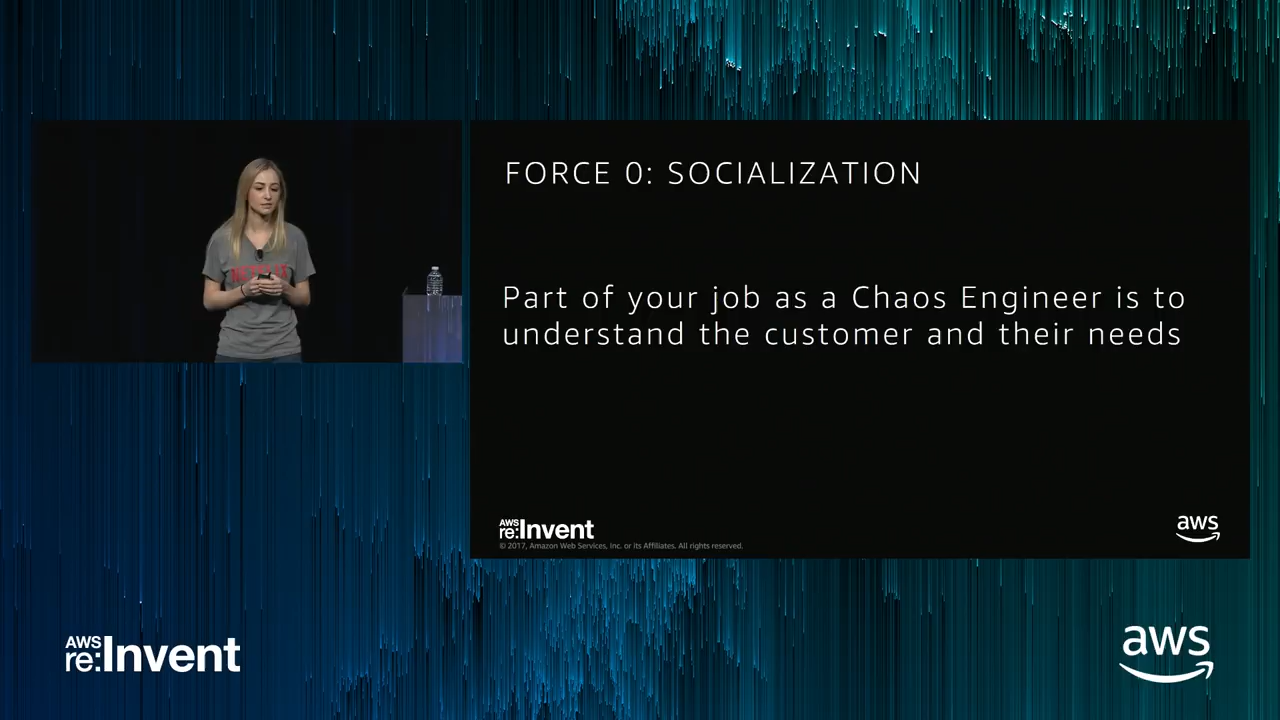 FORCE 0: SOCIALIZATION
NETFLIX
Part of your job as a Chaos Engineer is to
understand the customer and their needs
AWS
re:Invent
© 2017, Amazon Web Services, Inc. or its Affiliates. All rights reserved.
aws
AWS
re:Invent
aws